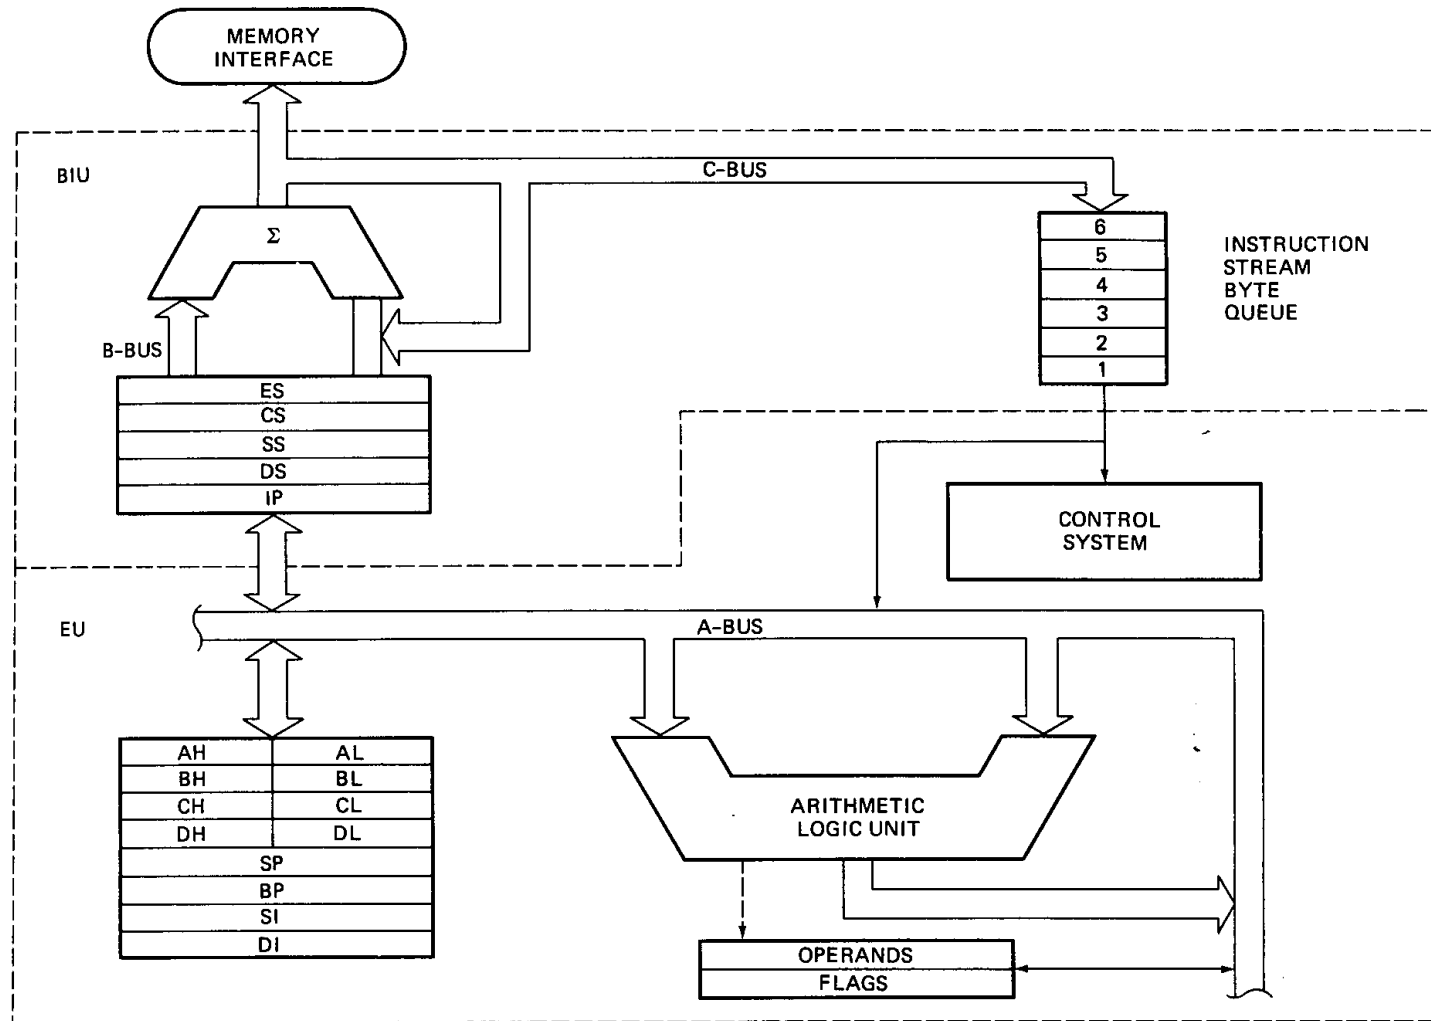 MEMORY
INTERFACE
BIU
C-BUS
Σ
B-BUS
6
5
4
3
2
1
INSTRUCTION
STREAM
BYTE
QUEUE
ES
CS
SS
DS
IP
CONTROL
SYSTEM
EU
A-BUS
AH AL
BH BL
CH CL
DH DL
SP
BP
SI
DI
ARITHMETIC
LOGIC UNIT
OPERANDS
FLAGS